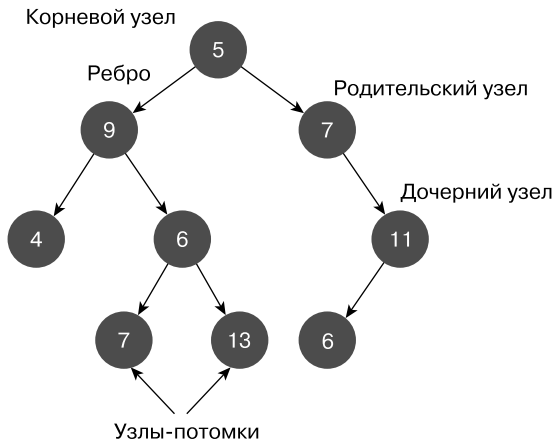 Корневой узел
5
Ребро
Родительский узел
9
7
Дочерний узел
4
6
11
7
13
6
Узлы-потомки